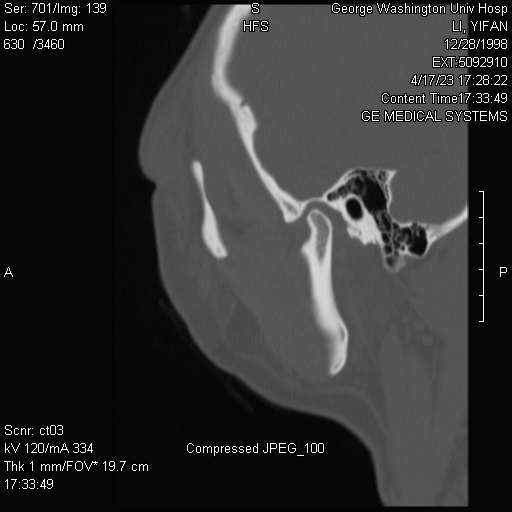 Ser: 701/Img: 139
Loc: 57.0 mm
630 /3460
S
HFS
George Washington Univ Hosp
LI, YIFAN
12/28/1998
EXT:5092910
4/17/23 17:28:22
Content Time17:33:49
GE MEDICAL SYSTEMS
A
P
Scnr: ct03
kV 120/mA 334
Thk 1 mm/FOV* 19.7 cm
17:33:49
Compressed JPEG_100